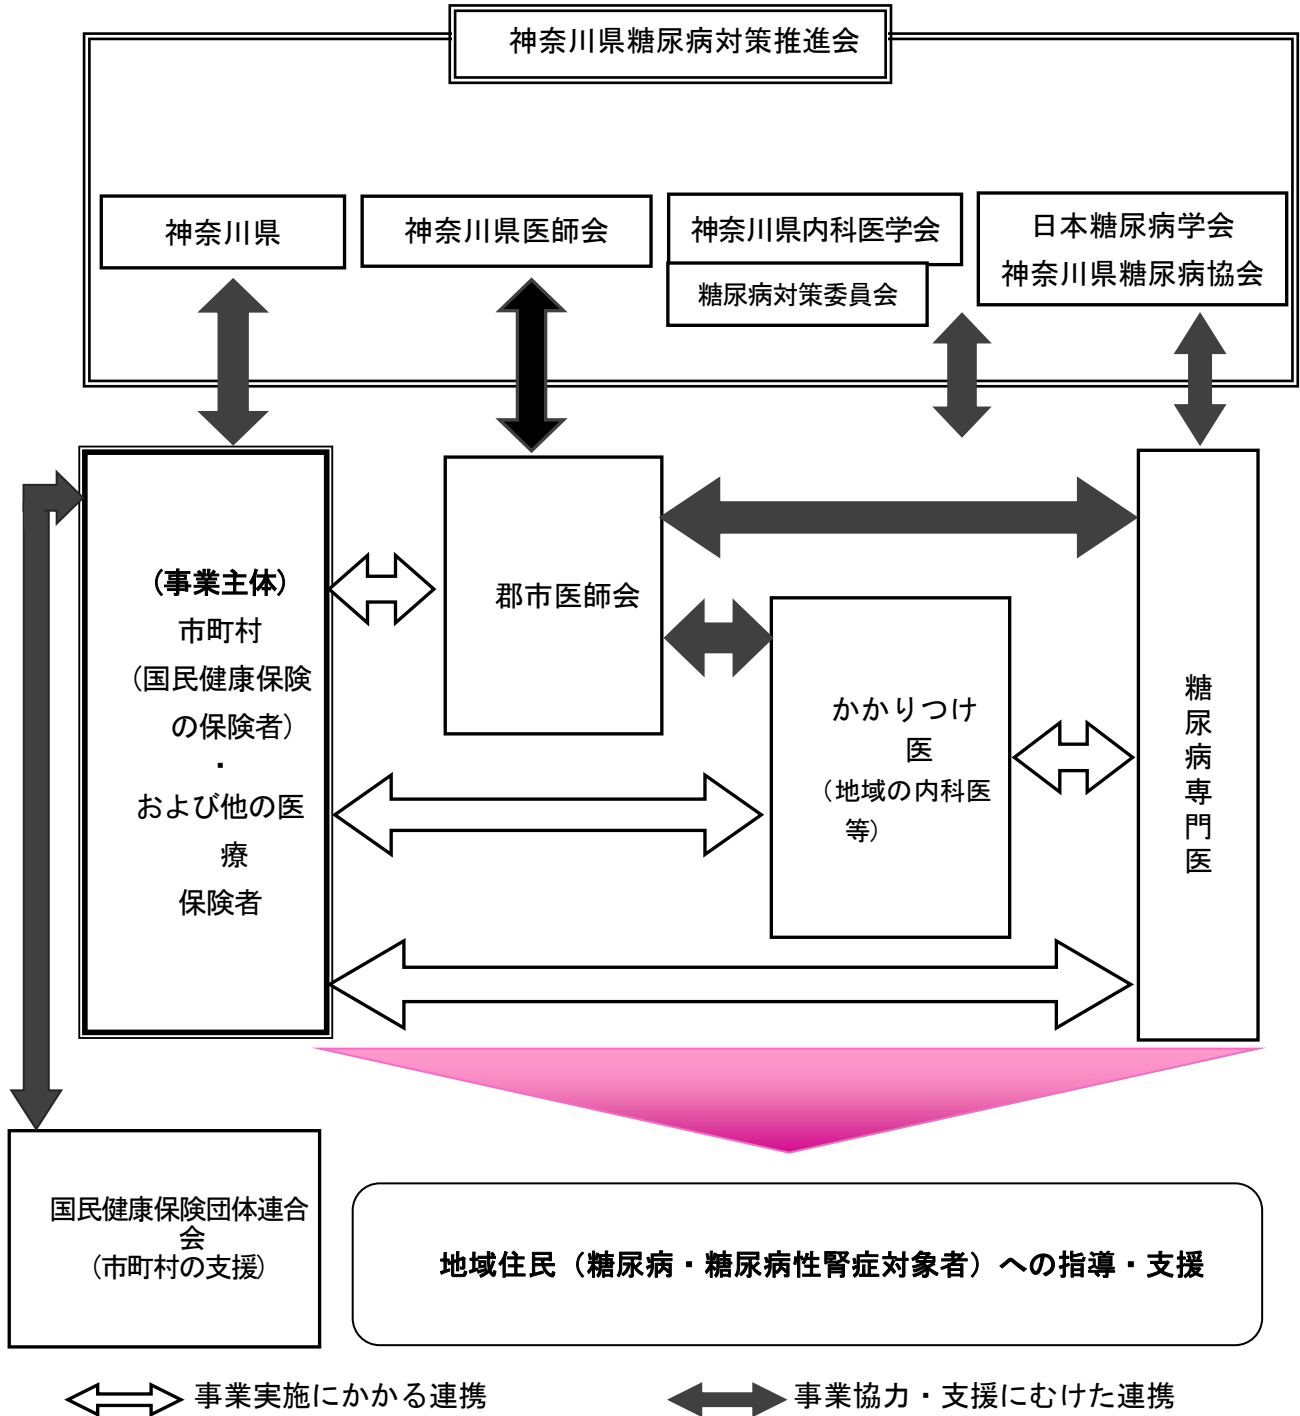 神奈川県糖尿病対策推進会
神奈川県
神奈川県医師会
神奈川県内科医学会
糖尿病対策委員会
日本糖尿病学会
神奈川県糖尿病協会
(事業主体)
市町村
(国民健康保険
の保険者)
・
および他の医
療
保険者
郡市医師会
かかりつけ
医
(地域の内科医
等)
糖尿病専門医
国民健康保険団体連合
会
(市町村の支援)
地域住民（糖尿病・糖尿病性腎症対象者）への指導・支援
事業実施にかかる連携
事業協力・支援にむけた連携